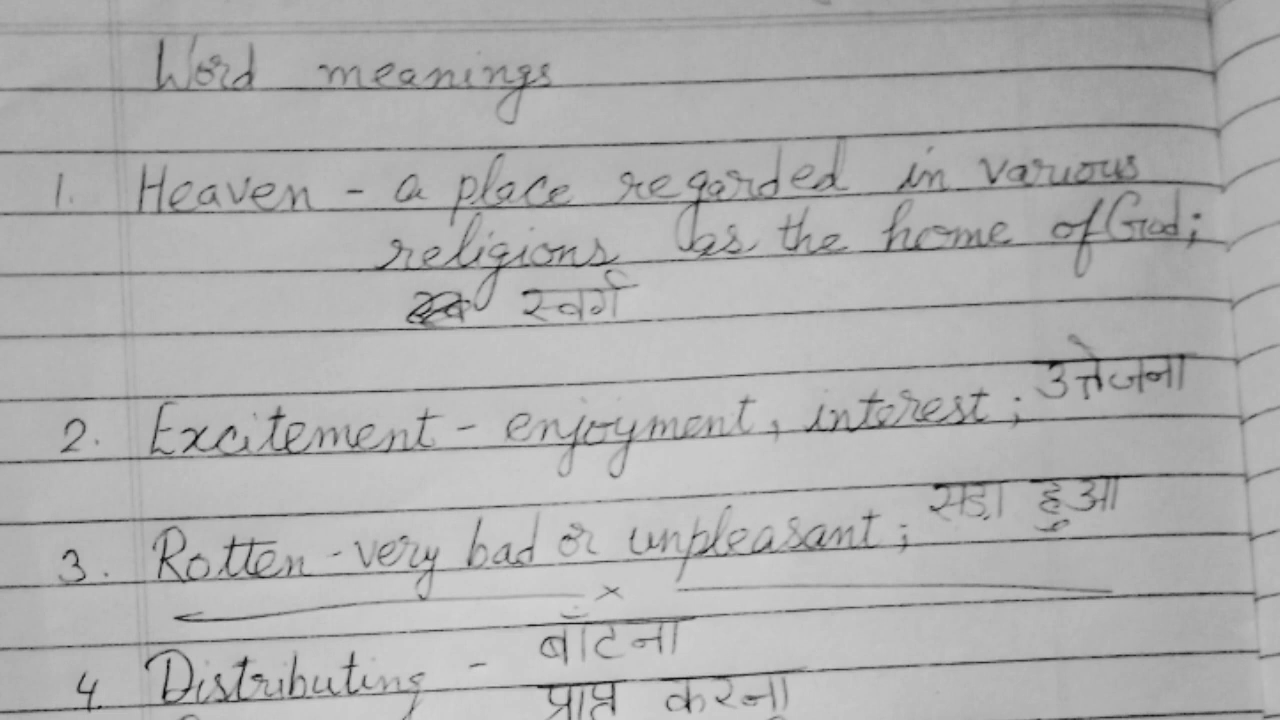 Word meanings
1. Heaven - a place regarded in various
religions as the home of God;
स्वर्ग
2. Excitement - enjoyment, interest; उत्तेजना
3. Rotten - very bad or unpleasant; सड़ा हुआ
x
4. Distributing - बाँटना
प्राप्त करना